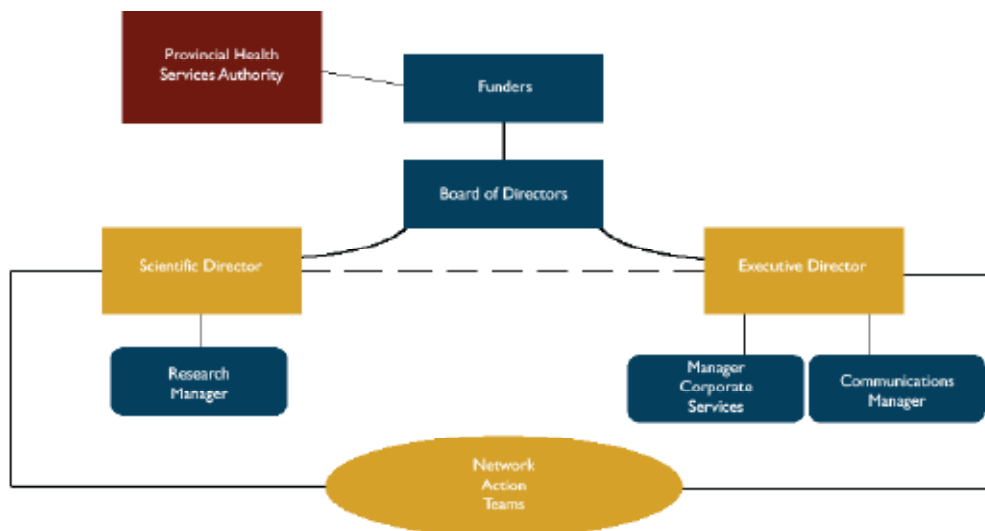 Provincial Health
Services Authority
Funders
Board of Directors
Scientific Director
Executive Director
Research
Manager
Manager
Corporate
Services
Communications
Manager
Network
Action
Teams